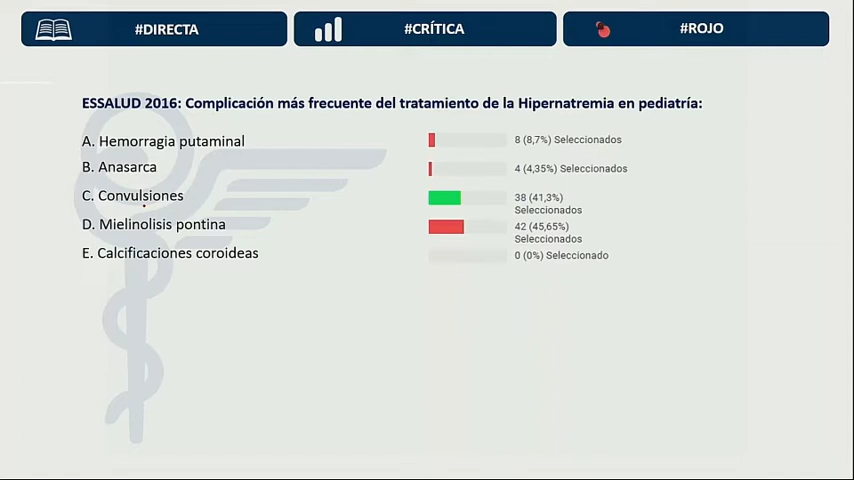 #DIRECTA
#CRÍTICA
#ROJO
ESSALUD 2016: Complicación más frecuente del tratamiento de la Hipernatremia en pediatría:
A. Hemorragia putaminal
8 (8,7%) Seleccionados
B. Anasarca
4 (4,35%) Seleccionados
C. Convulsiones
38 (41,3%)
Seleccionados
D. Mielinolisis pontina
42 (45,65%)
Seleccionados
E. Calcificaciones coroideas
0 (0%) Seleccionado